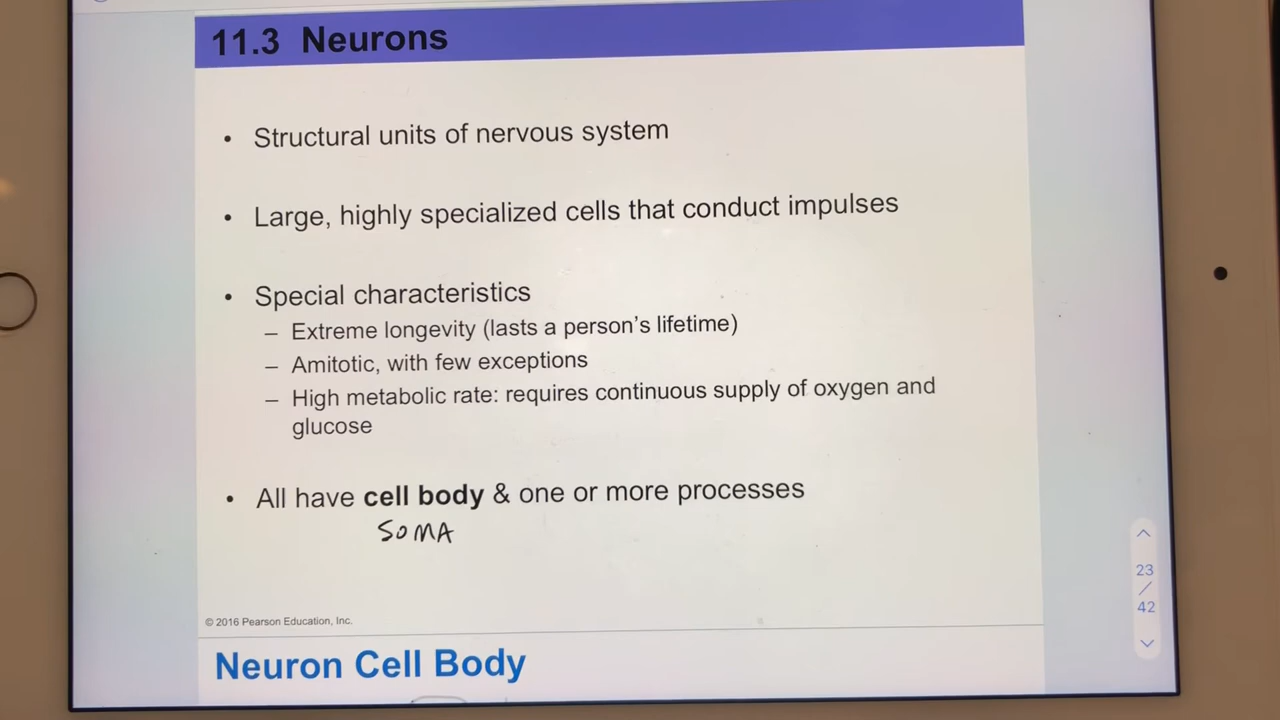 11.3 Neurons
• Structural units of nervous system
• Large, highly specialized cells that conduct impulses
• Special characteristics
– Extreme longevity (lasts a person's lifetime)
– Amitotic, with few exceptions
– High metabolic rate: requires continuous supply of oxygen and
glucose
• All have cell body & one or more processes
SOMA
© 2016 Pearson Education, Inc.
23
/
42
Neuron Cell Body